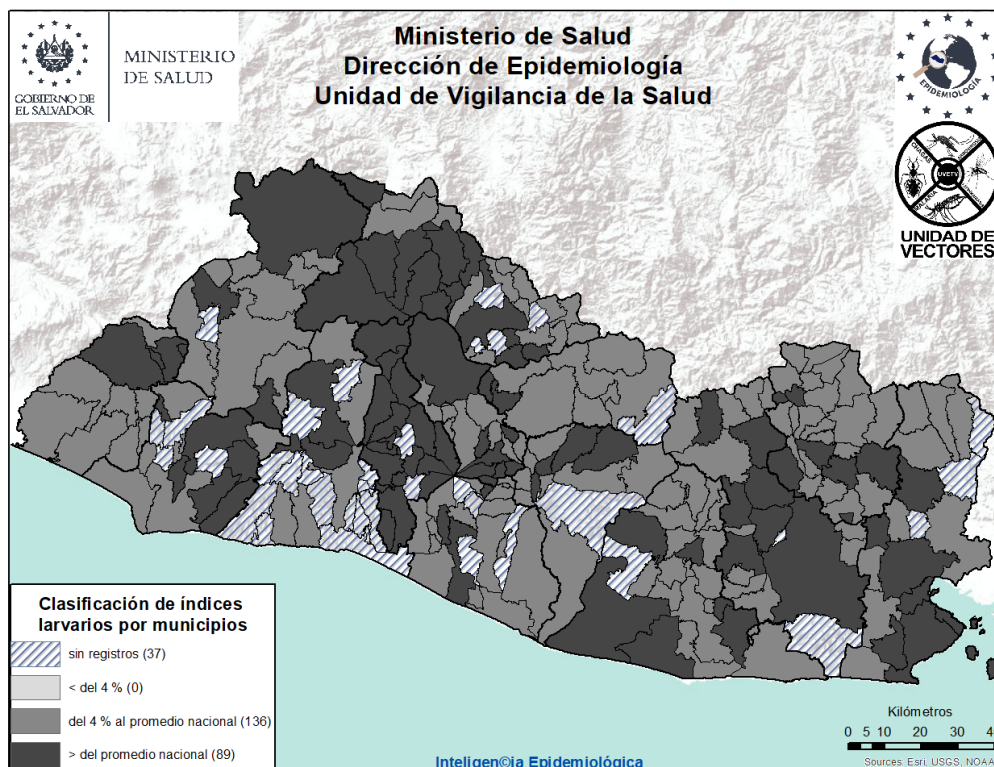 MINISTERIO
DE SALUD
GOBIERNO DE
EL SALVADOR
Ministerio de Salud
Dirección de Epidemiología
Unidad de Vigilancia de la Salud
EPIDEMIOLOGÍA
CHAGAS
UVETV
MALARIA
UNIDAD DE
VECTORES
Clasificación de índices
larvarios por municipios
sin registros (37)
< del 4 % (0)
del 4 % al promedio nacional (136)
> del promedio nacional (89)
Kilómetros
0 5 10 20 30
Inteligen©ia Epidemiológica
Sources: Esri, USGS, NOAA